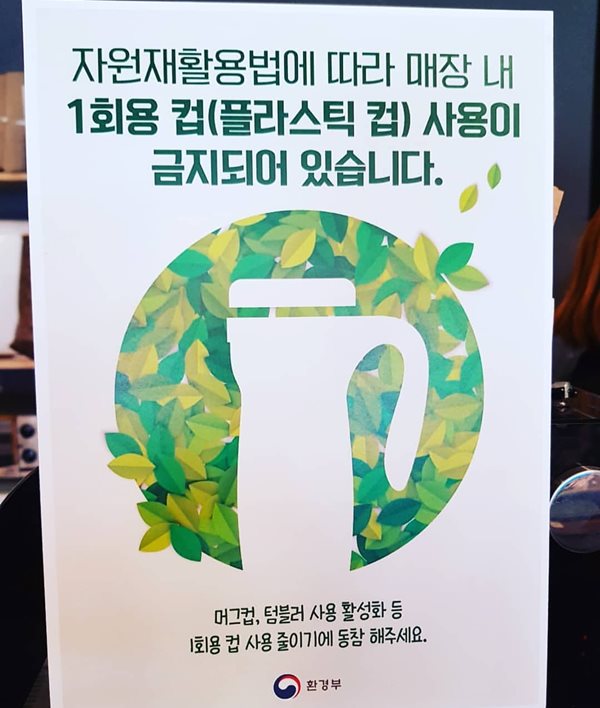 자원재활용법에 따라 매장 내
1회용 컵(플라스틱 컵) 사용이
금지되어 있습니다.
머그컵, 텀블러 사용 활성화 등
1회용 컵 사용 줄이기에 동참 해주세요.
환경부